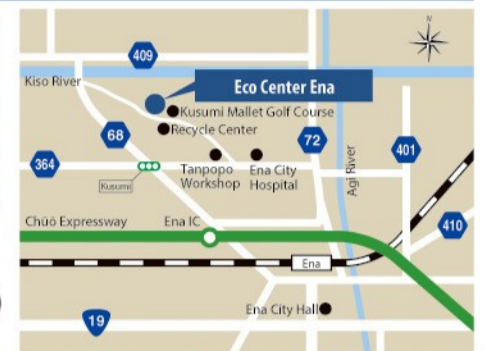 N
409
Kiso River
Eco Center Ena
Kusumi Mallet Golf Course
Recycle Center
68
72
401
364
Kusumi
Tanpopo
Workshop
Ena City
Hospital
Agi River
Chūō Expressway
Ena IC
410
Ena
Ena City Hall
19